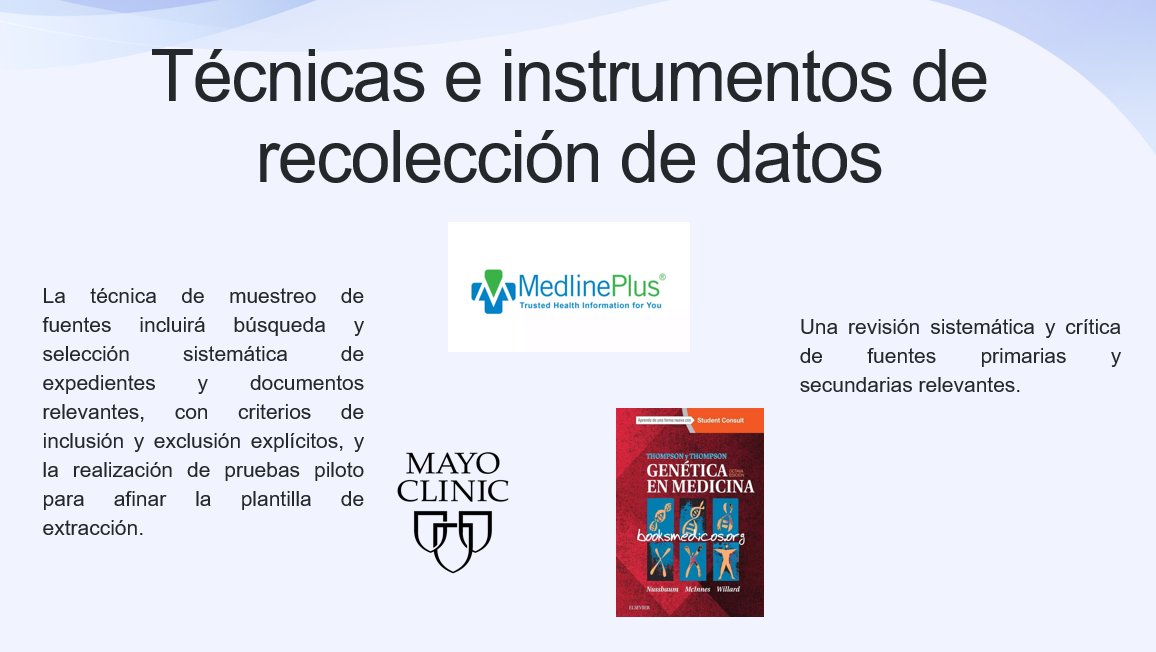 Técnicas e instrumentos de
recolección de datos
La técnica de muestreo de
fuentes incluirá búsqueda y
selección sistemática de
expedientes y documentos
relevantes, con criterios de
inclusión y exclusión explícitos, y
la realización de pruebas piloto
para afinar la plantilla de
extracción.
MedlinePlus®
Trusted Health Information for You
MAYO
CLINIC
Student Consult
THOMPSON y THOMPSON
GENÉTICA OCTAVA EDICIÓN
EN MEDICINA
booksmedicos.org
Nussbaum McInnes Willard
ELSEVIER
Una revisión sistemática y crítica
de fuentes primarias y
secundarias relevantes.